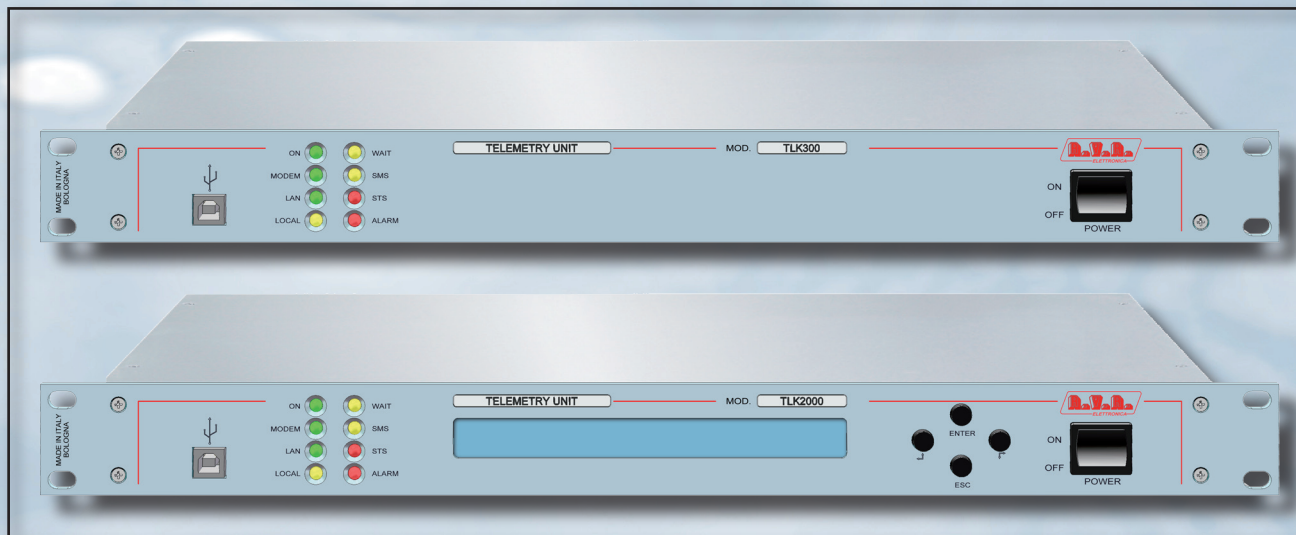 MADE IN ITALY
BOLOGNA
ON WAIT
MODEM SMS
LAN STS
LOCAL ALARM
TELEMETRY UNIT
MOD. TLK300
R.V.R.
ELETTRONICA
ON
OFF
POWER
MADE IN ITALY
BOLOGNA
ON WAIT
MODEM SMS
LAN STS
LOCAL ALARM
TELEMETRY UNIT
MOD. TLK2000
ENTER
ESC
R.V.R.
ELETTRONICA
ON
OFF
POWER